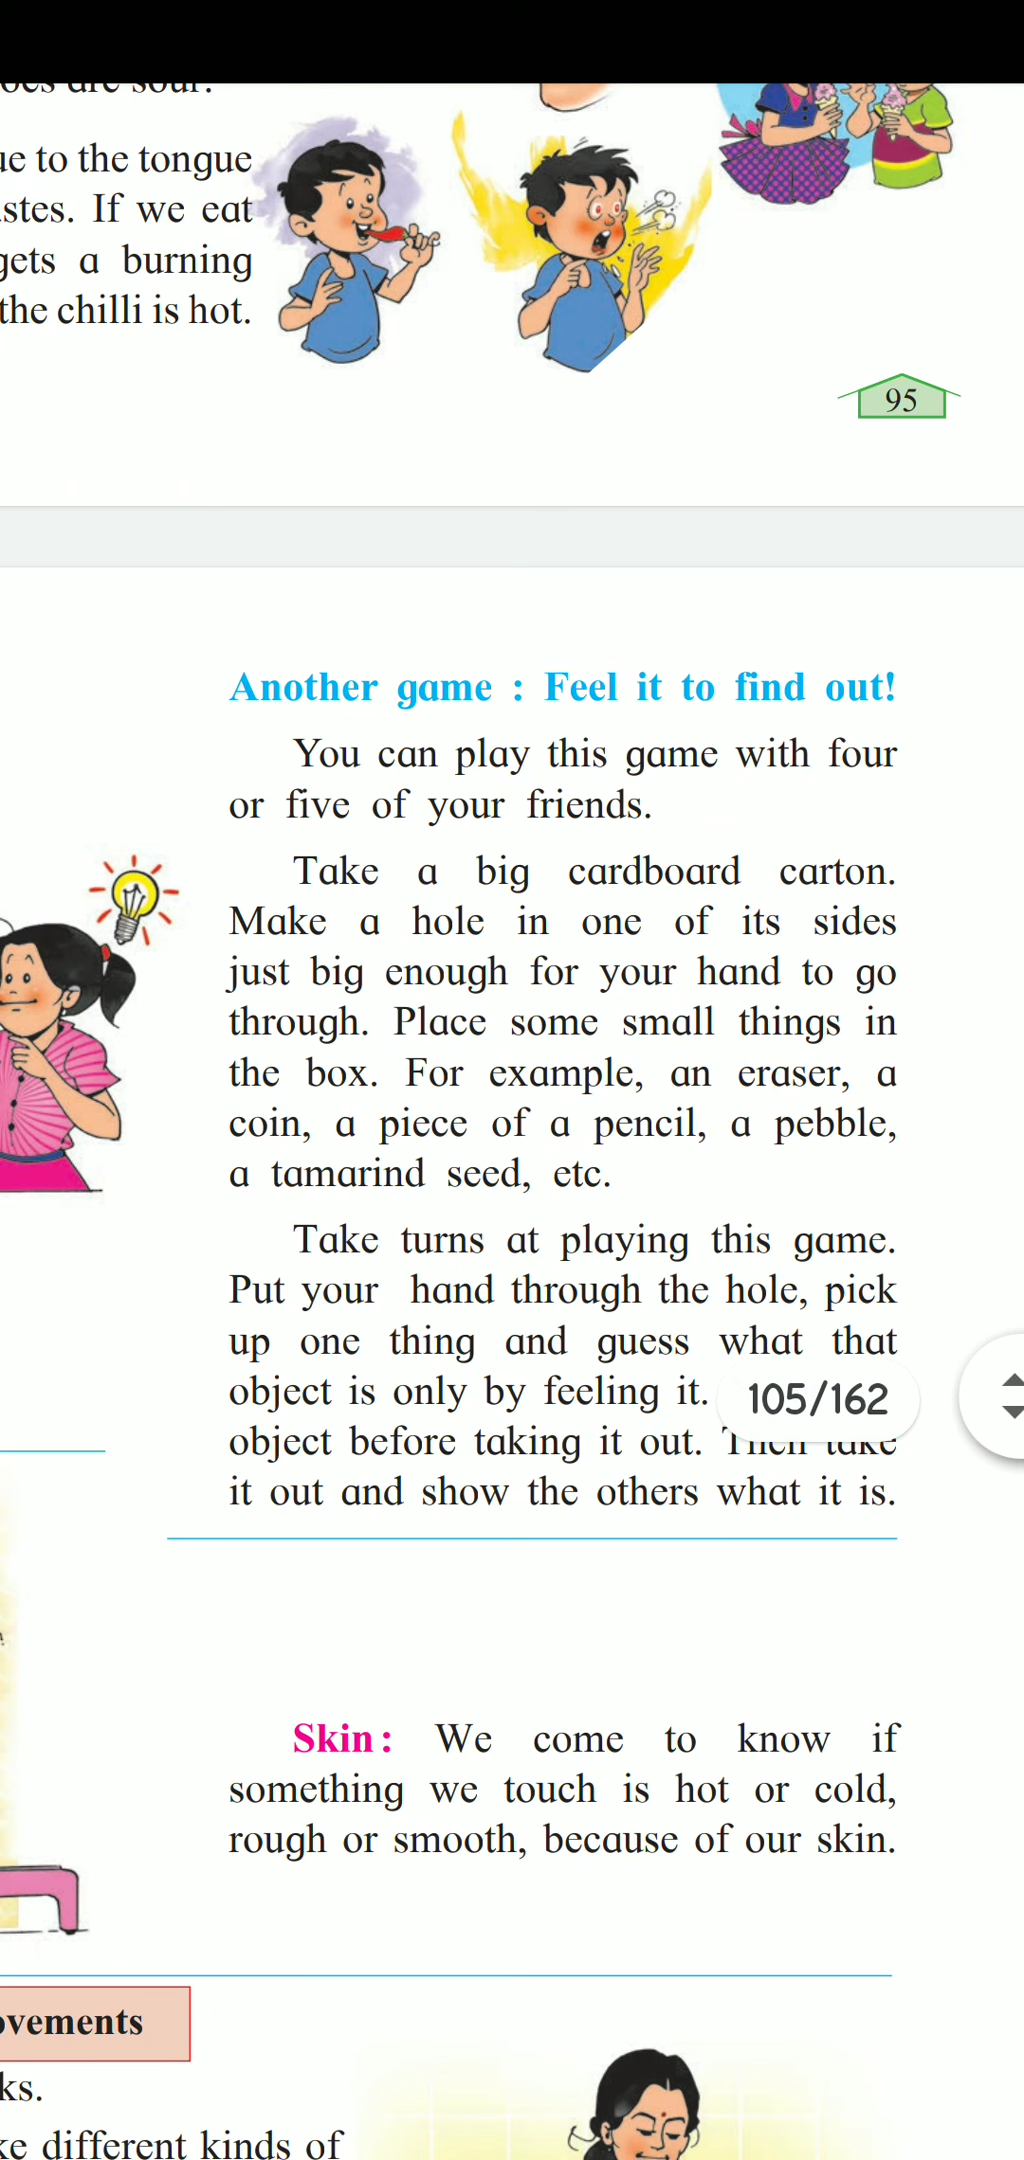 ue to the tongue
stes. If we eat
gets a burning
the chilli is hot.
95
Another game : Feel it to find out!
You can play this game with four
or five of your friends.
Take a big cardboard carton.
Make a hole in one of its sides
just big enough for your hand to go
through. Place some small things in
the box. For example, an eraser, a
coin, a piece of a pencil, a pebble,
a tamarind seed, etc.
Take turns at playing this game.
Put your hand through the hole, pick
up one thing and guess what that
object is only by feeling it.
105/162
object before taking it out. Then take
it out and show the others what it is.
Skin : We come to know if
something we touch is hot or cold,
rough or smooth, because of our skin.
ovements
ks.
ke different kinds of